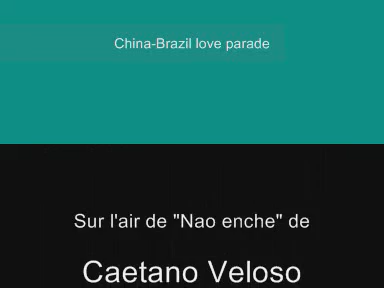 China-Brazil love parade
Sur l'air de "Nao enche" de
Caetano Veloso